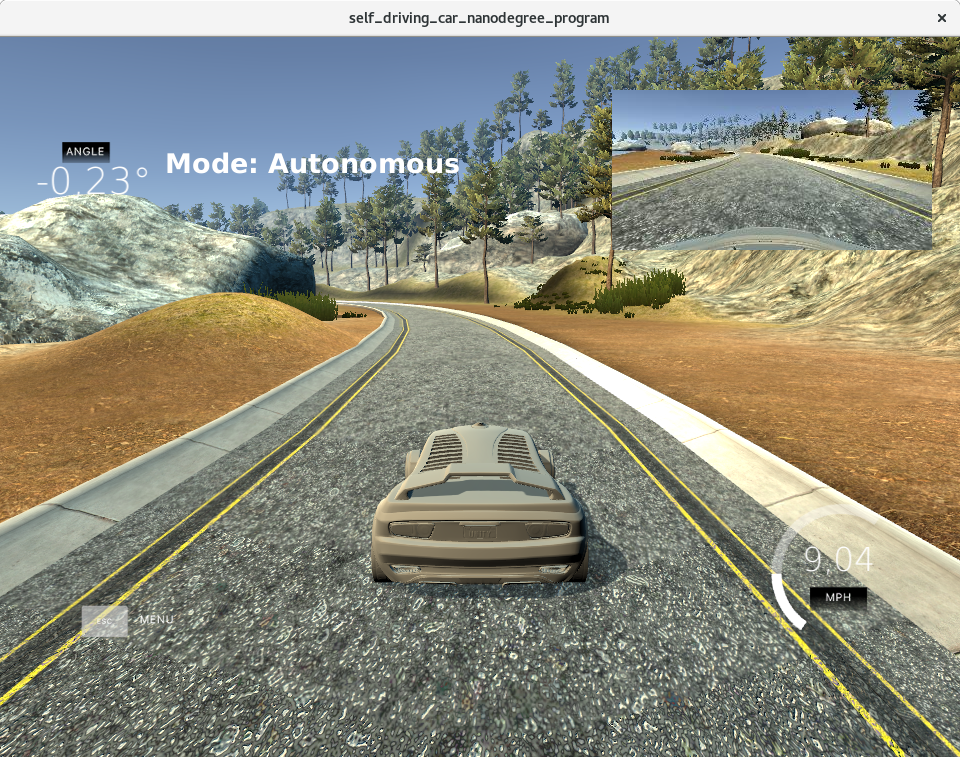 self_driving_car_nanodegree_program
ANGLE
-0.23°
Mode: Autonomous
9.04
MPH
ESC
MENU